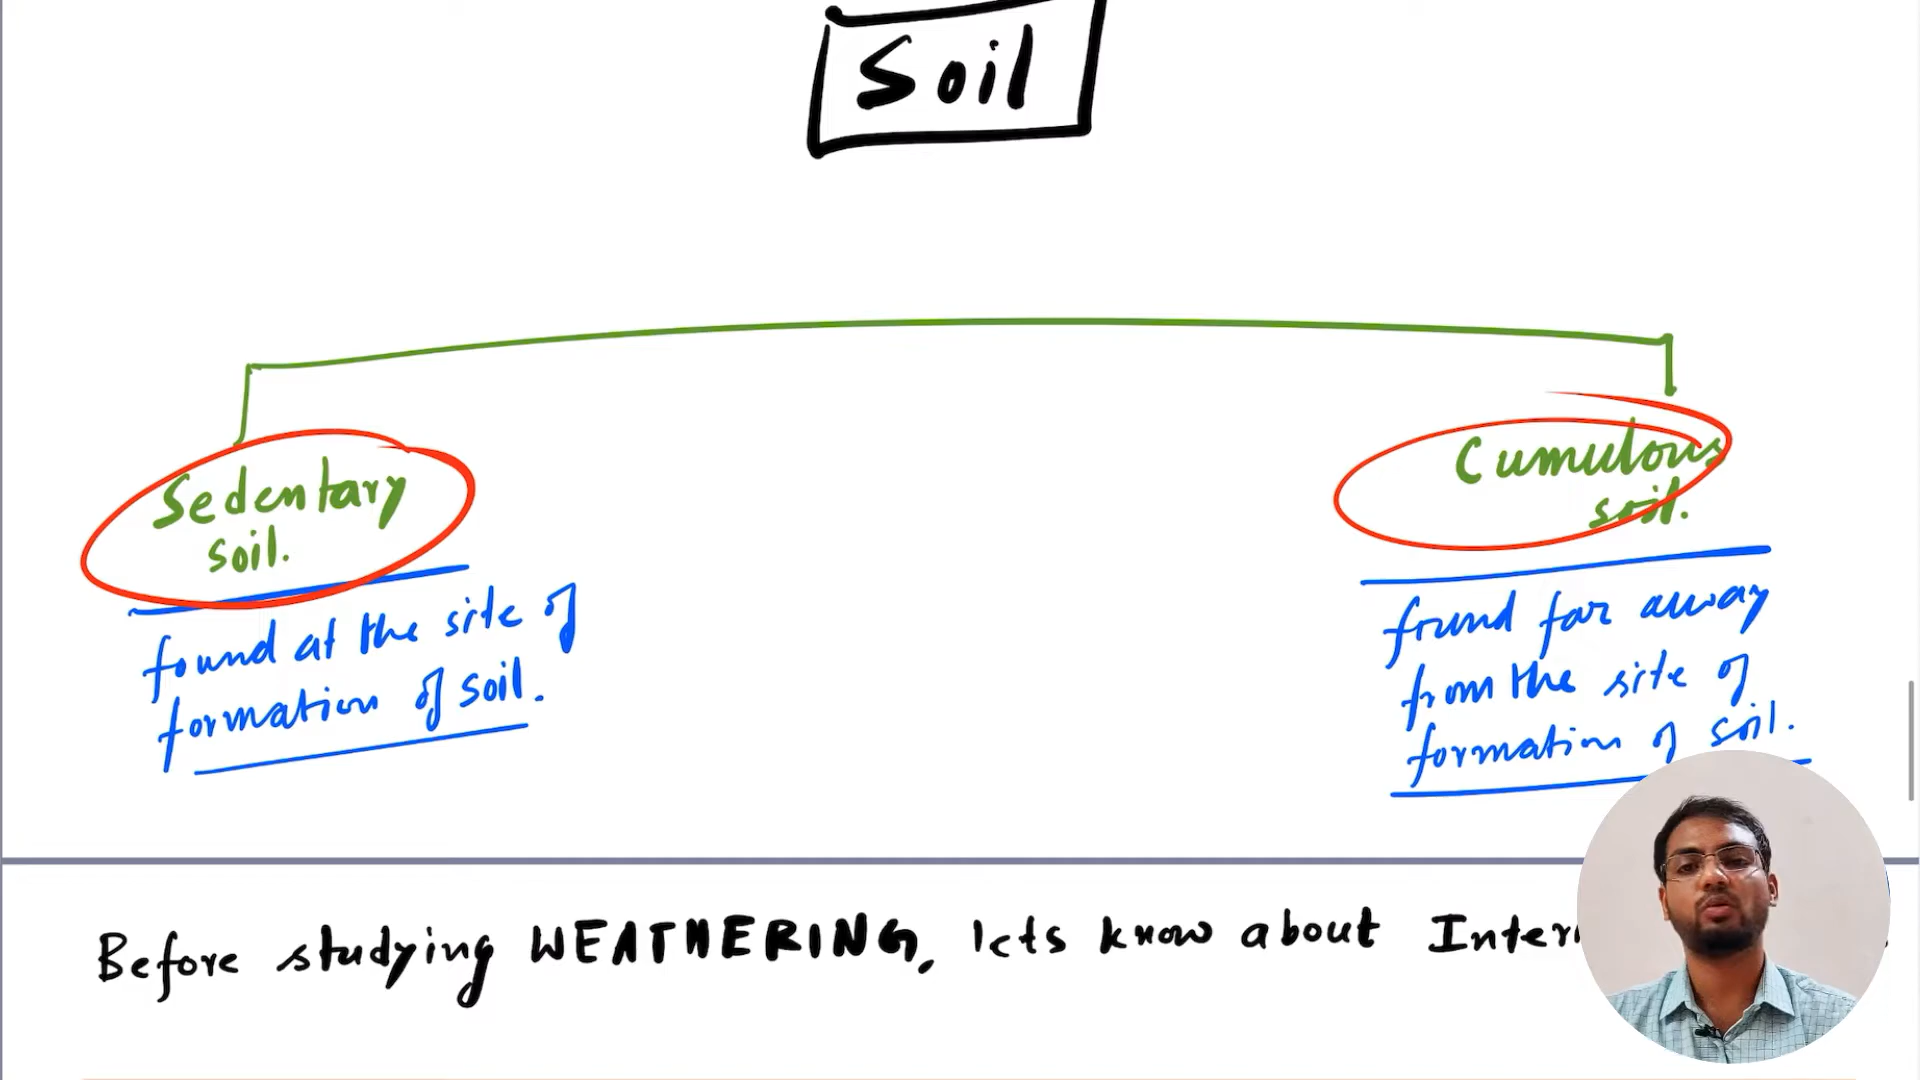 Soil
Sedentary
soil.
found at the site of
formation of soil.
Cumulous
soil.
found far away
from the site of
formation of soil.
Before studying WEATHERING, lets know about